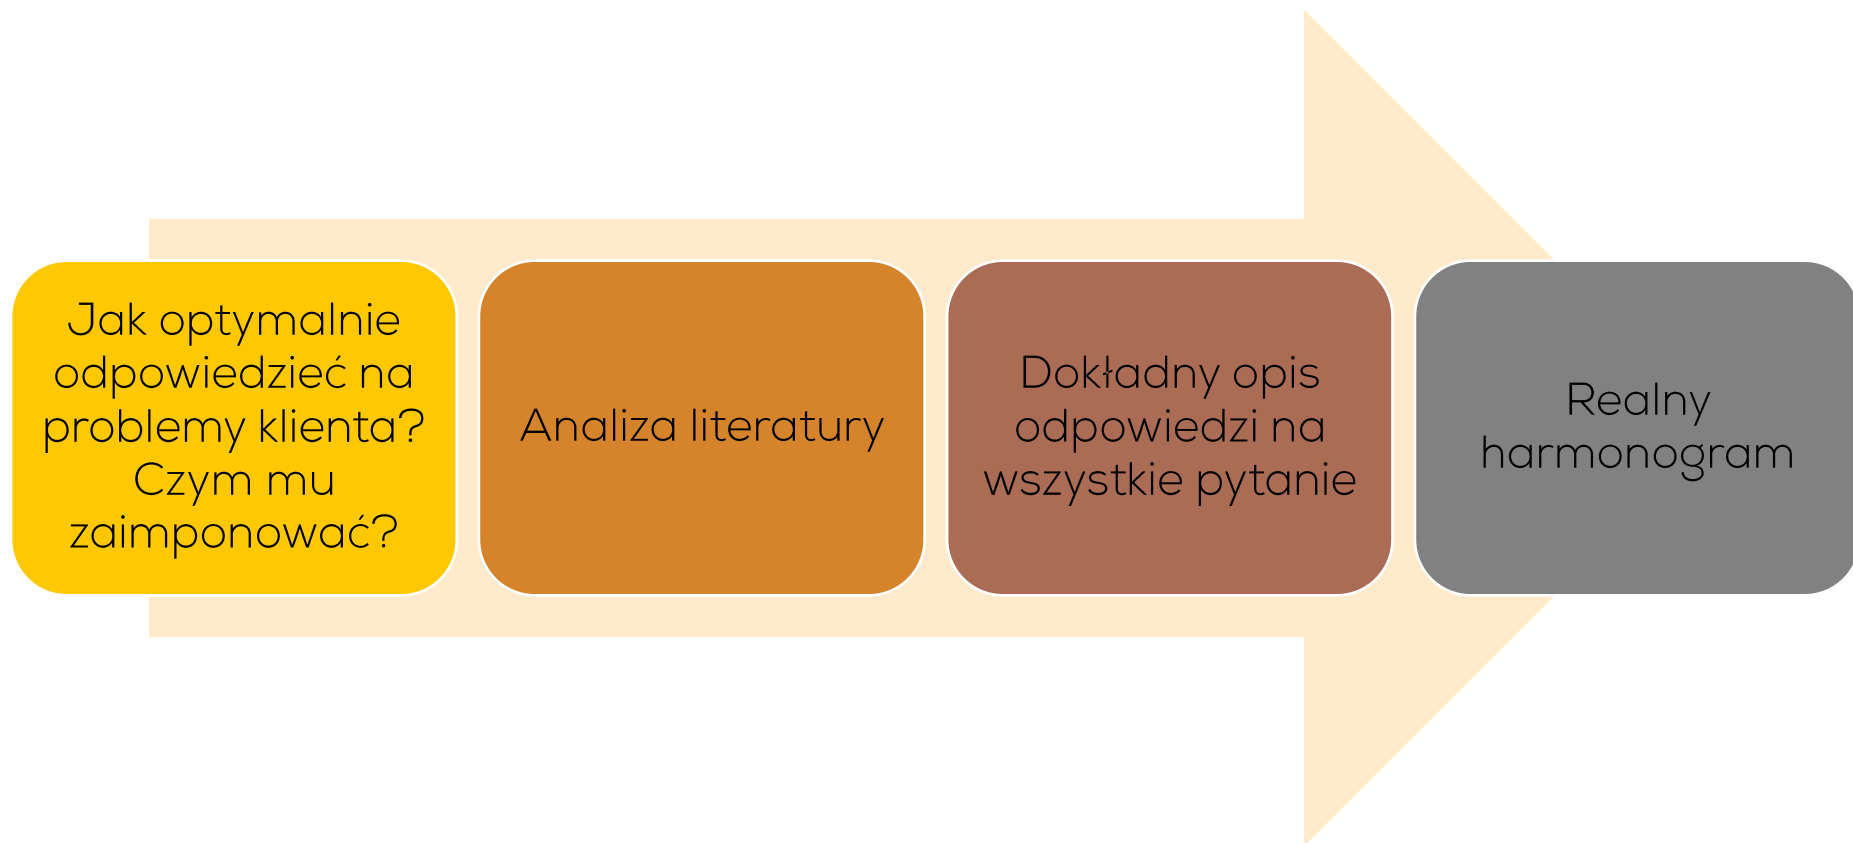 Jak optymalnie
odpowiedzieć na
problemy klienta?
Czym mu
zaimponować?
Analiza literatury
Dokładny opis
odpowiedzi na
wszystkie pytanie
Realny
harmonogram